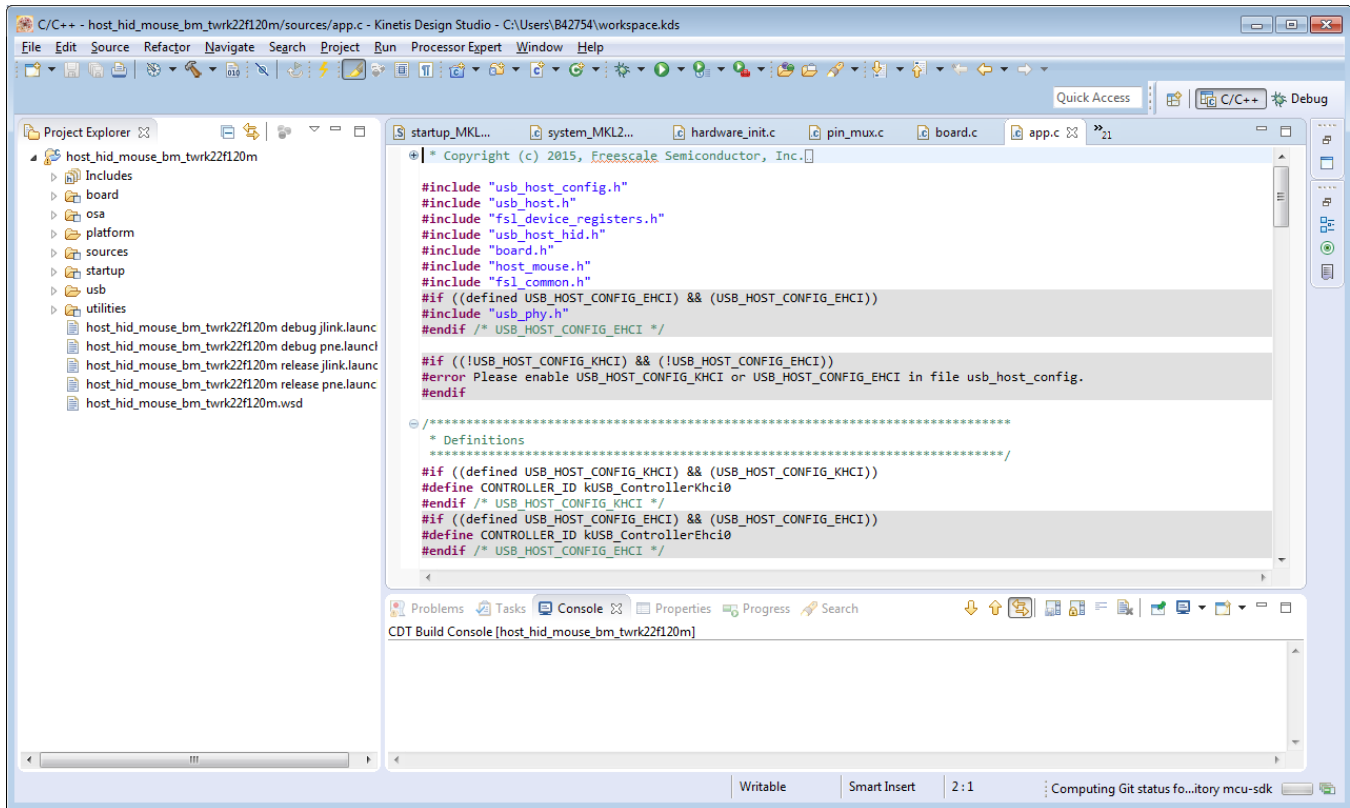 C/C++ - host_hid_mouse_bm_twrk22f120m/sources/app.c - Kinetis Design Studio - C:\Users\B42754\workspace.kds
File Edit Source Refactor Navigate Search Project Run Processor Expert Window Help
Quick Access C/C++ Debug
Project Explorer
host_hid_mouse_bm_twrk22f120m
Includes
board
osa
platform
sources
startup
usb
utilities
host_hid_mouse_bm_twrk22f120m debug jlink.launc
host_hid_mouse_bm_twrk22f120m debug pne.launch
host_hid_mouse_bm_twrk22f120m release jlink.launc
host_hid_mouse_bm_twrk22f120m release pne.launc
host_hid_mouse_bm_twrk22f120m.wsd
startup_MKL... system_MKL2... hardware_init.c pin_mux.c board.c app.c »21
* Copyright (c) 2015, Freescale Semiconductor, Inc.
#include "usb_host_config.h"
#include "usb_host.h"
#include "fsl_device_registers.h"
#include "usb_host_hid.h"
#include "board.h"
#include "host_mouse.h"
#include "fsl_common.h"
#if ((defined USB_HOST_CONFIG_EHCI) && (USB_HOST_CONFIG_EHCI))
#include "usb_phy.h"
#endif /* USB_HOST_CONFIG_EHCI */
#if ((!USB_HOST_CONFIG_KHCI) && (!USB_HOST_CONFIG_EHCI))
#error Please enable USB_HOST_CONFIG_KHCI or USB_HOST_CONFIG_EHCI in file usb_host_config.
#endif
/*******************************************************************************
* Definitions
******************************************************************************/
#if ((defined USB_HOST_CONFIG_KHCI) && (USB_HOST_CONFIG_KHCI))
#define CONTROLLER_ID kUSB_ControllerKhci0
#endif /* USB_HOST_CONFIG_KHCI */
#if ((defined USB_HOST_CONFIG_EHCI) && (USB_HOST_CONFIG_EHCI))
#define CONTROLLER_ID kUSB_ControllerEhci0
#endif /* USB_HOST_CONFIG_EHCI */
Problems Tasks Console Properties Progress Search
CDT Build Console [host_hid_mouse_bm_twrk22f120m]
Writable Smart Insert 2 : 1 Computing Git status fo...itory mcu-sdk